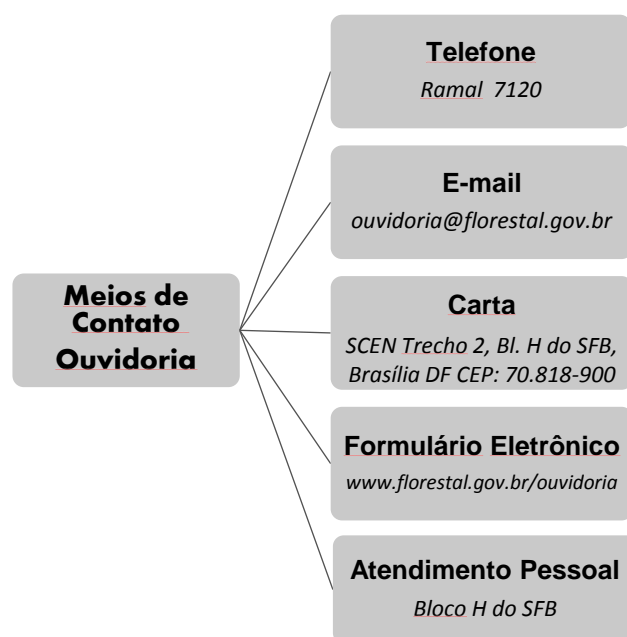 Telefone
Ramal 7120
E-mail
ouvidoria@florestal.gov.br
Meios de
Contato
Ouvidoria
Carta
SCEN Trecho 2, Bl. H do SFB,
Brasília DF CEP: 70.818-900
Formulário Eletrônico
www.florestal.gov.br/ouvidoria
Atendimento Pessoal
Bloco H do SFB